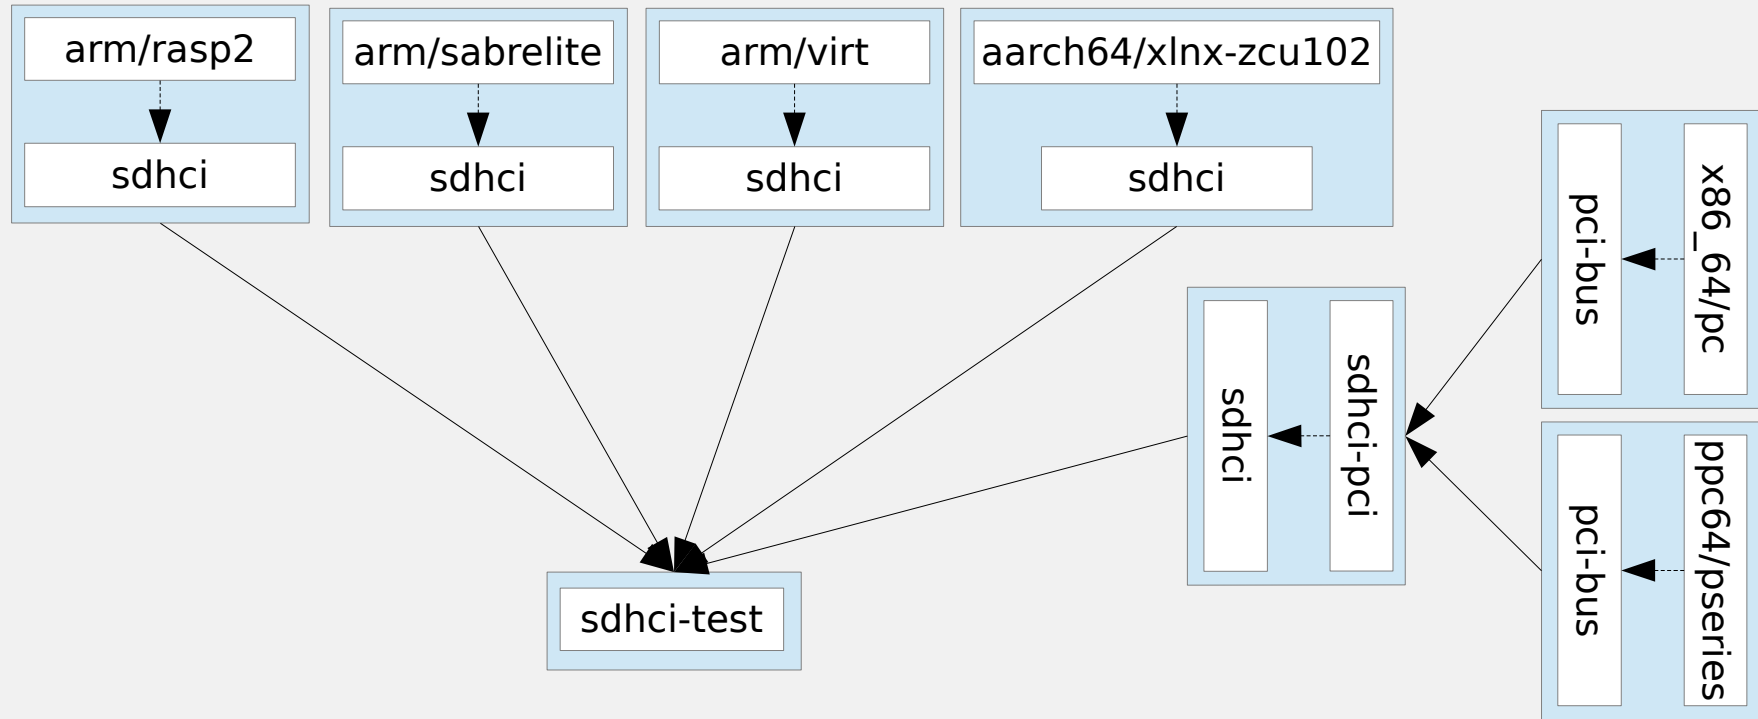 arm/rasp2
sdhci
arm/sabrelite
sdhci
arm/virt
sdhci
aarch64/xlnx-zcu102
sdhci
x86_64/pc
pci-bus
sdhci-pci
sdhci
ppc64/pseries
pci-bus
sdhci-test